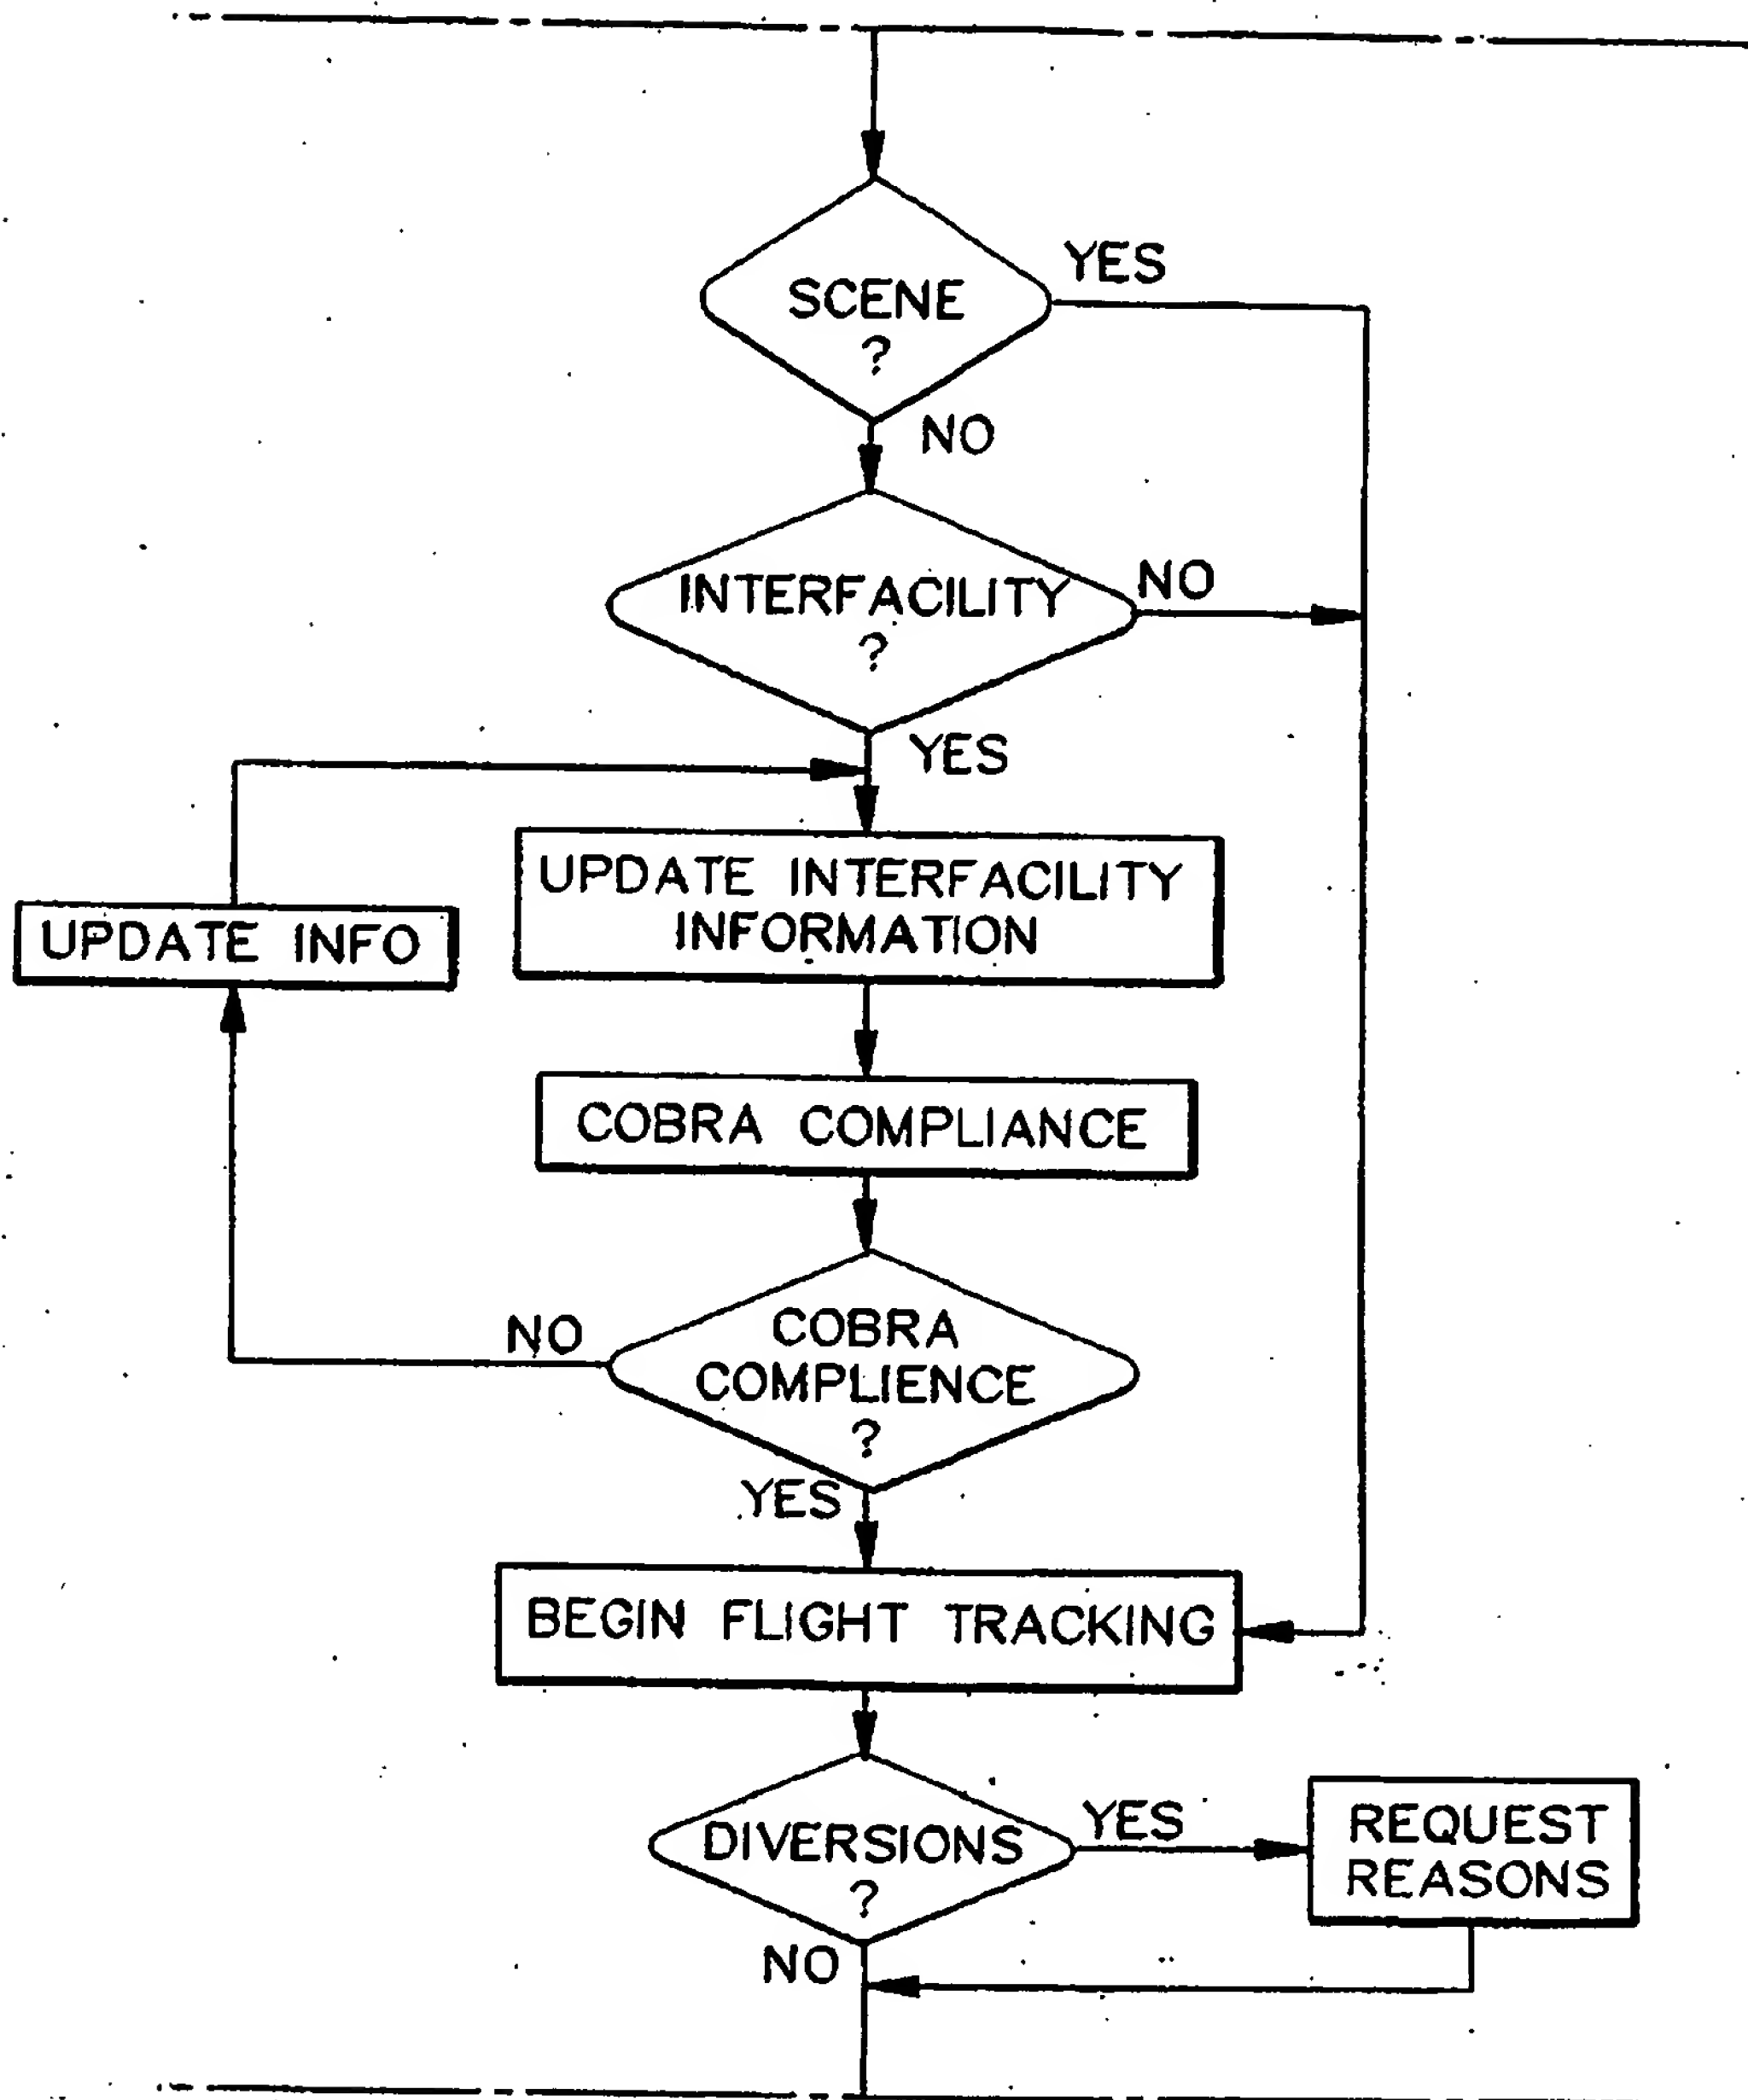 SCENE
?
YES
NO
INTERFACILITY
?
NO
YES
UPDATE INTERFACILITY
INFORMATION
UPDATE INFO
COBRA COMPLIANCE
COBRA
COMPLIENCE
?
NO
YES
BEGIN FLIGHT TRACKING
DIVERSIONS
?
YES
REQUEST
REASONS
NO